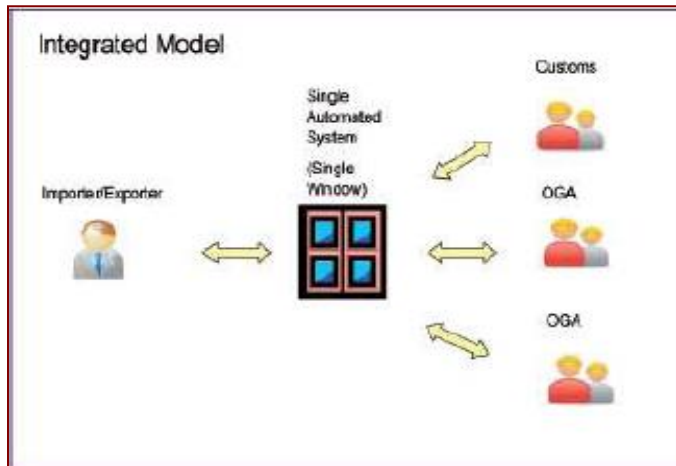 Integrated Model
Customs
Single
Automated
System
(Single
Window)
Importer/Exporter
OGA
OGA